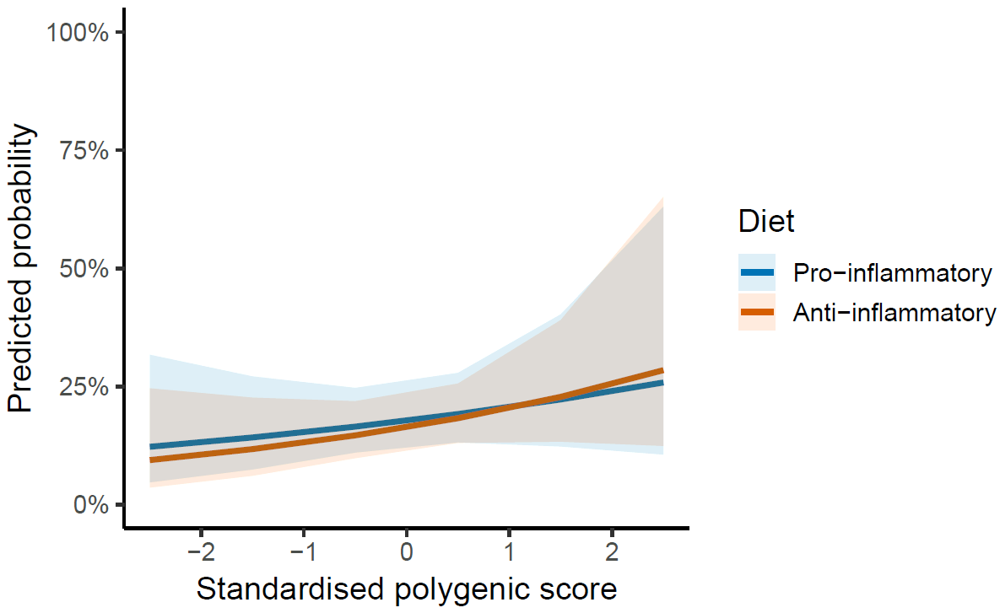 100%
75%
50%
25%
0%
Predicted probability
−2
−1
0
1
2
Standardised polygenic score
Diet
Pro−inflammatory
Anti−inflammatory